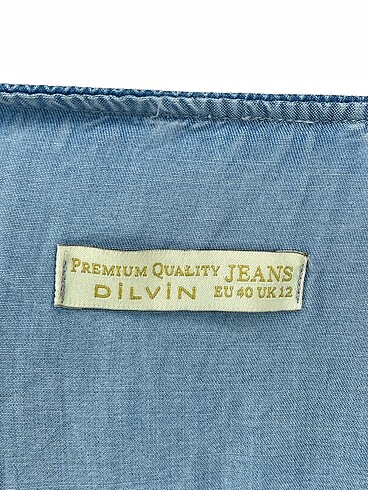 PREMIUM QUALITY JEANS
DİLVİN EU 40 UK 12